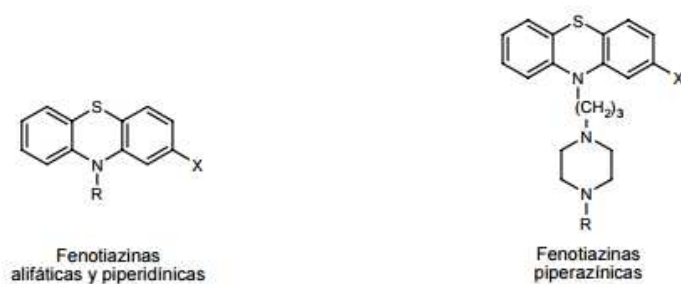 S
N
R
X
Fenotiazinas
alifáticas y piperidínicas
S
N
X
(CH₂)₃
N
N
R
Fenotiazinas
piperazínicas